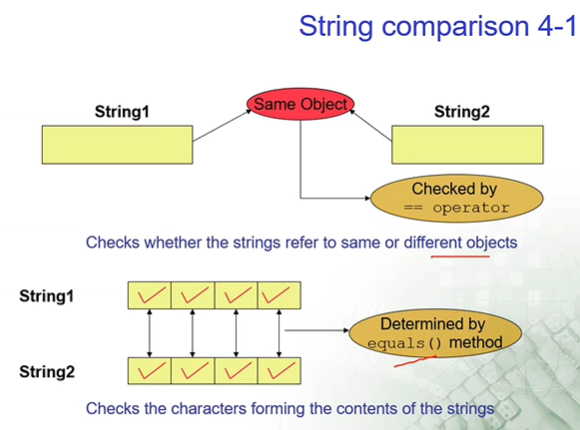 String comparison 4-1
Same Object
String1
String2
Checked by
== operator
Checks whether the strings refer to same or different objects
String1
Determined by
equals() method
String2
Checks the characters forming the contents of the strings